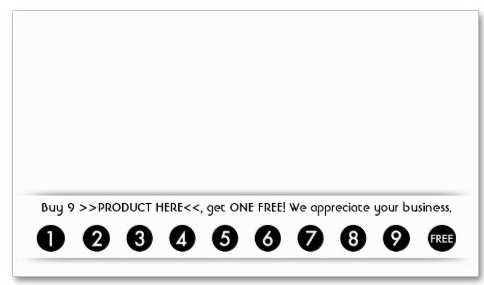 Buy 9 >>PRODUCT HERE<<, get ONE FREE! We appreciate your business.
1 2 3 4 5 6 7 8 9 FREE